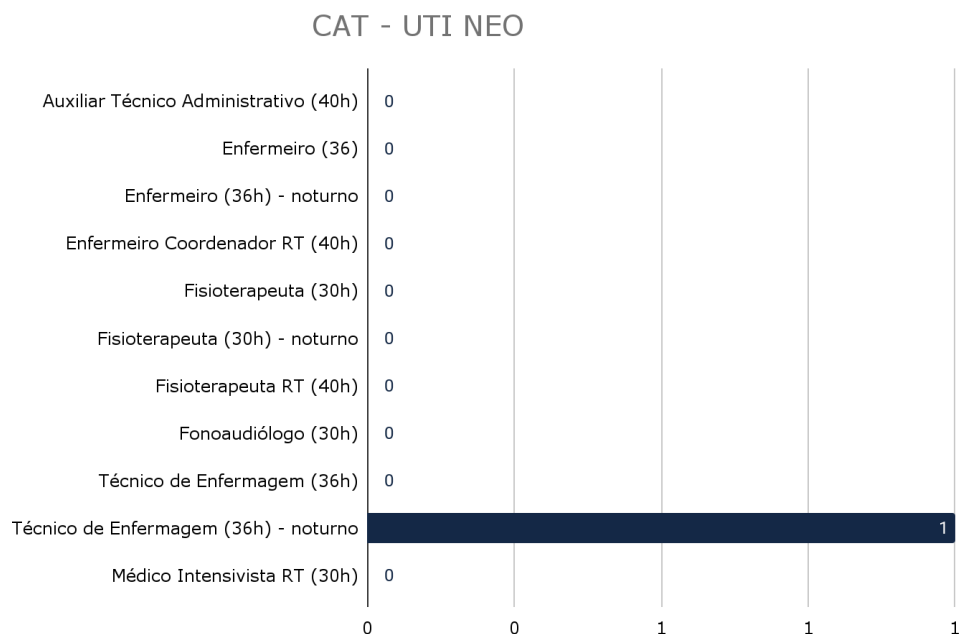 CAT - UTI NEO
Auxiliar Técnico Administrativo (40h) 0
Enfermeiro (36) 0
Enfermeiro (36h) - noturno 0
Enfermeiro Coordenador RT (40h) 0
Fisioterapeuta (30h) 0
Fisioterapeuta (30h) - noturno 0
Fisioterapeuta RT (40h) 0
Fonoaudiólogo (30h) 0
Técnico de Enfermagem (36h) 0
Técnico de Enfermagem (36h) - noturno 1
Médico Intensivista RT (30h) 0
0 0 1 1 1